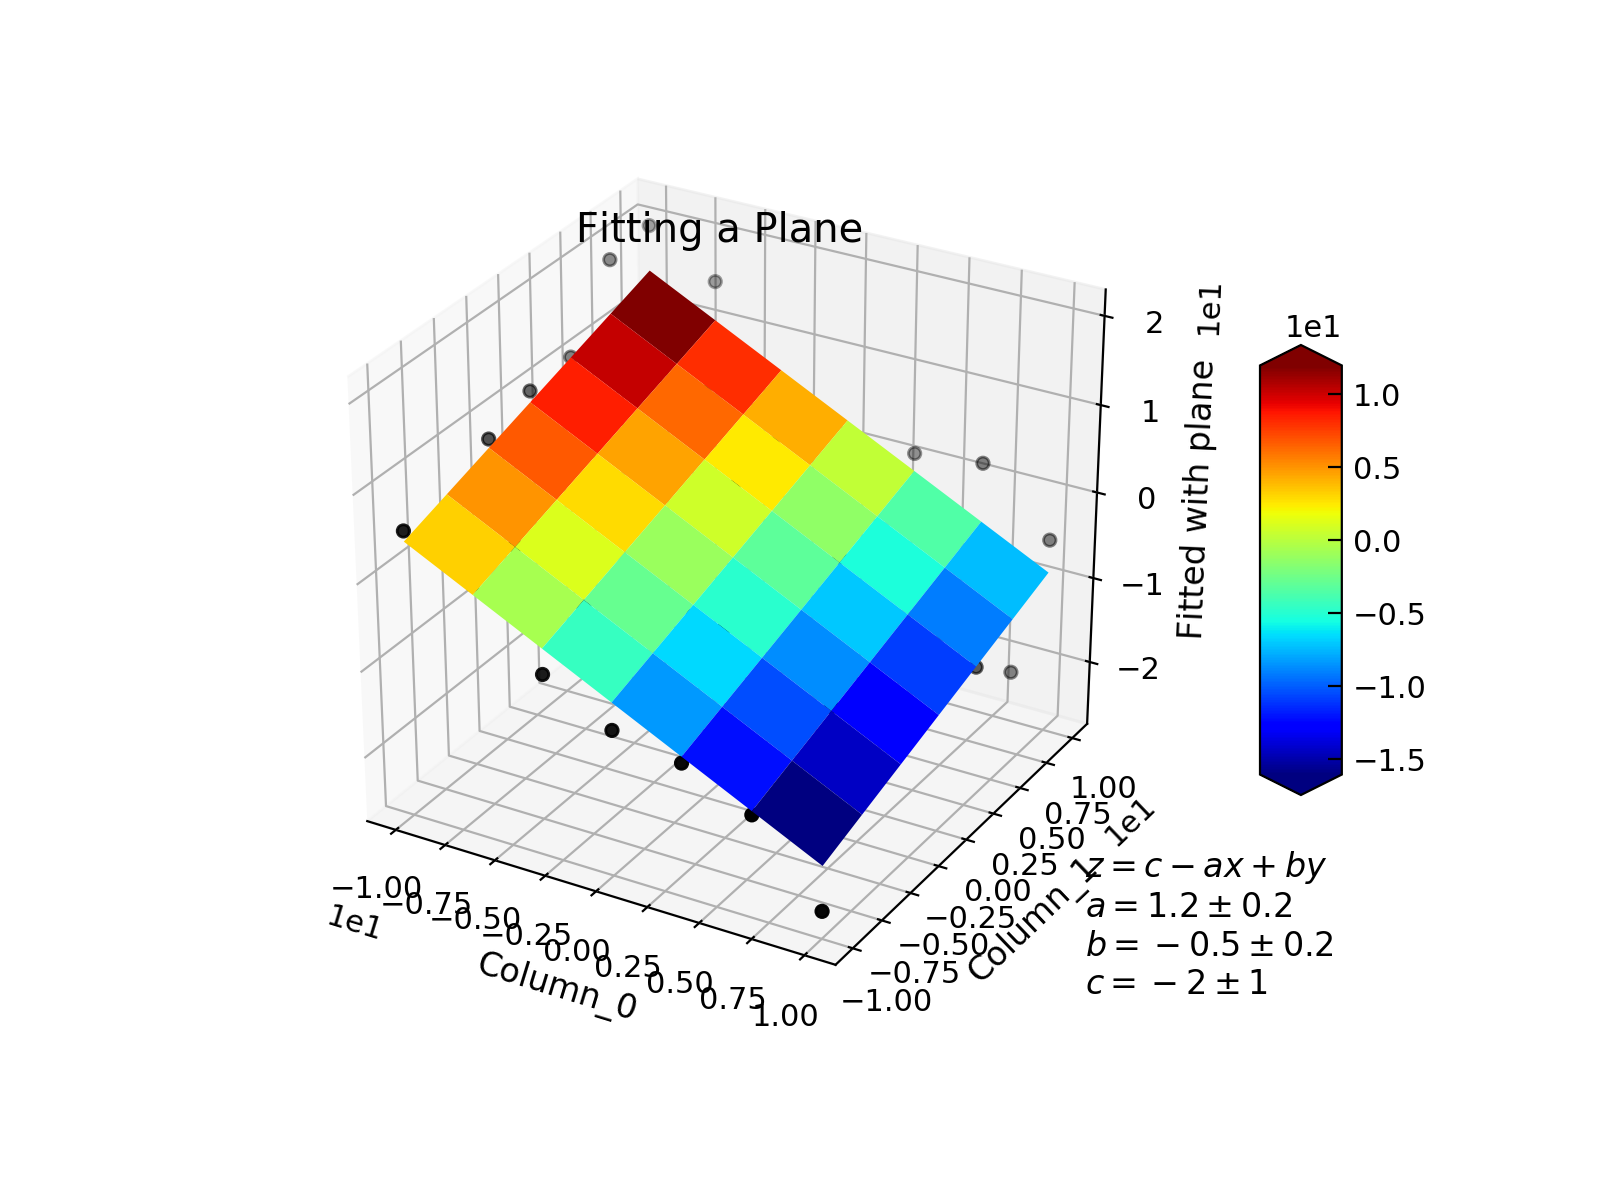 Fitting a Plane
1e1
2
1
0
−1
−2
Fitted with plane
1e1
1.0
0.5
0.0
−0.5
−1.0
−1.5
−1.00
−0.75
−0.50
−0.25
0.00
0.25
0.50
0.75
1.00
1e1
Column_0
1.00
0.75
0.50
0.25
0.00
−0.25
−0.50
−0.75
−1.00
1e1
Column_1
z = c − ax + by
a = 1.2 ± 0.2
b = − 0.5 ± 0.2
c = − 2 ± 1